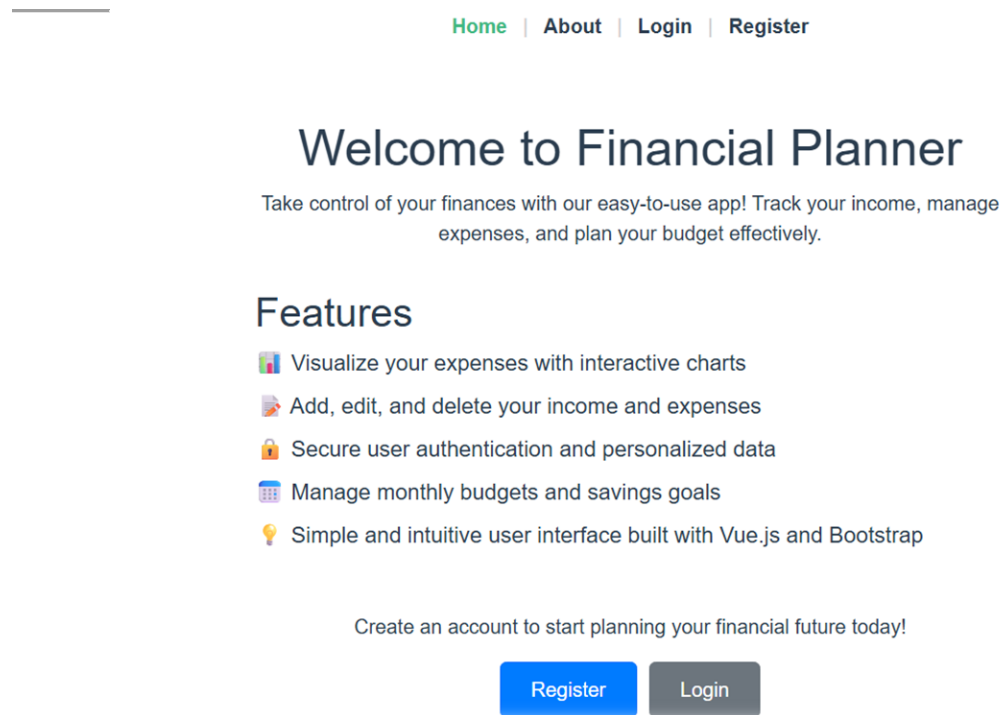 Home | About | Login | Register
Welcome to Financial Planner
Take control of your finances with our easy-to-use app! Track your income, manage
expenses, and plan your budget effectively.
Features
📊 Visualize your expenses with interactive charts
📝 Add, edit, and delete your income and expenses
🔒 Secure user authentication and personalized data
📅 Manage monthly budgets and savings goals
💡 Simple and intuitive user interface built with Vue.js and Bootstrap
Create an account to start planning your financial future today!
Register Login